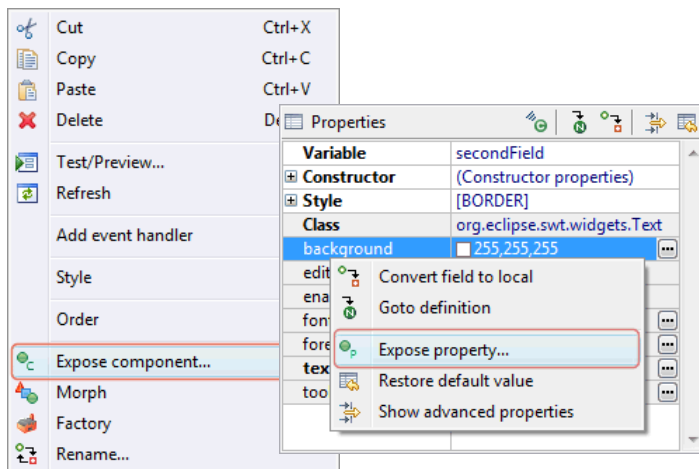 Cut Ctrl+X
Copy Ctrl+C
Paste Ctrl+V
Delete
Test/Preview...
Refresh
Add event handler
Style
Order
Expose component...
Morph
Factory
Rename...
Properties
Variable secondField
Constructor (Constructor properties)
Style [BORDER]
Class org.eclipse.swt.widgets.Text
background 255,255,255
Convert field to local
Goto definition
Expose property...
Restore default value
Show advanced properties